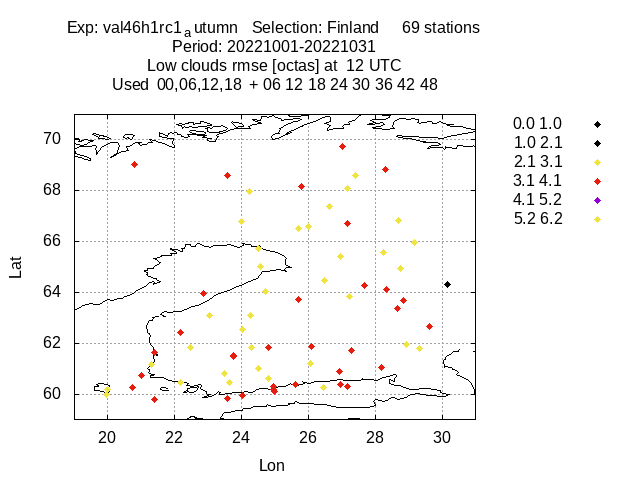 Exp: val46h1rc1_autumn   Selection: Finland     69 stations
Period: 20221001-20221031
Low clouds rmse [octas] at  12 UTC
Used  00,06,12,18  + 06 12 18 24 30 36 42 48
0.0 1.0
1.0 2.1
2.1 3.1
3.1 4.1
4.1 5.2
5.2 6.2
70
68
66
64
62
60
Lat
20 22 24 26 28 30
Lon